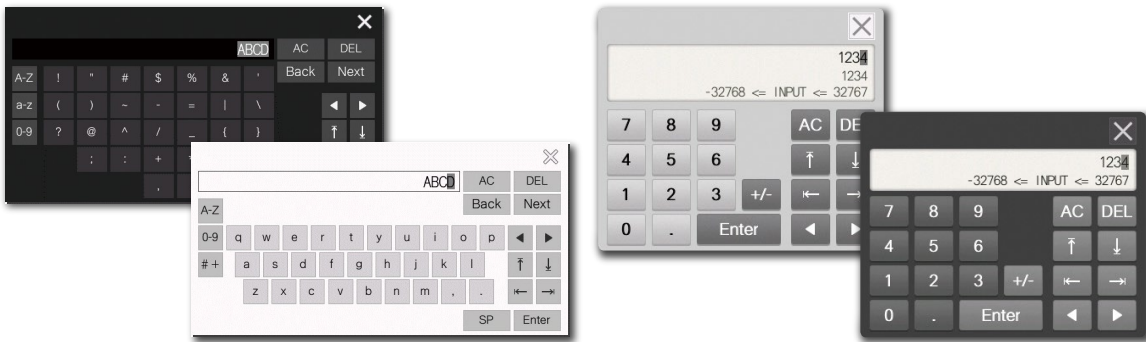 ABCD AC DEL
A-Z ! " # $ % & ' Back Next
a-z ( ) ~ - = | \ ◀ ▶
0-9 ? @ ^ / _ { } ⤒ ⤓
; : +
,
ABCD AC DEL
A-Z Back Next
0-9 q w e r t y u i o p ◀ ▶
#+ a s d f g h j k l ⤒ ⤓
z x c v b n m , . ⇤ ⇥
SP Enter
1234
1234
-32768 <= INPUT <= 32767
7 8 9 AC DE
4 5 6 ⤒ ⤓
1 2 3 +/- ⇤ ⇥
0 . Enter ◀ ▶
1234
-32768 <= INPUT <= 32767
7 8 9 AC DEL
4 5 6 ⤒ ⤓
1 2 3 +/- ⇤ ⇥
0 . Enter ◀ ▶